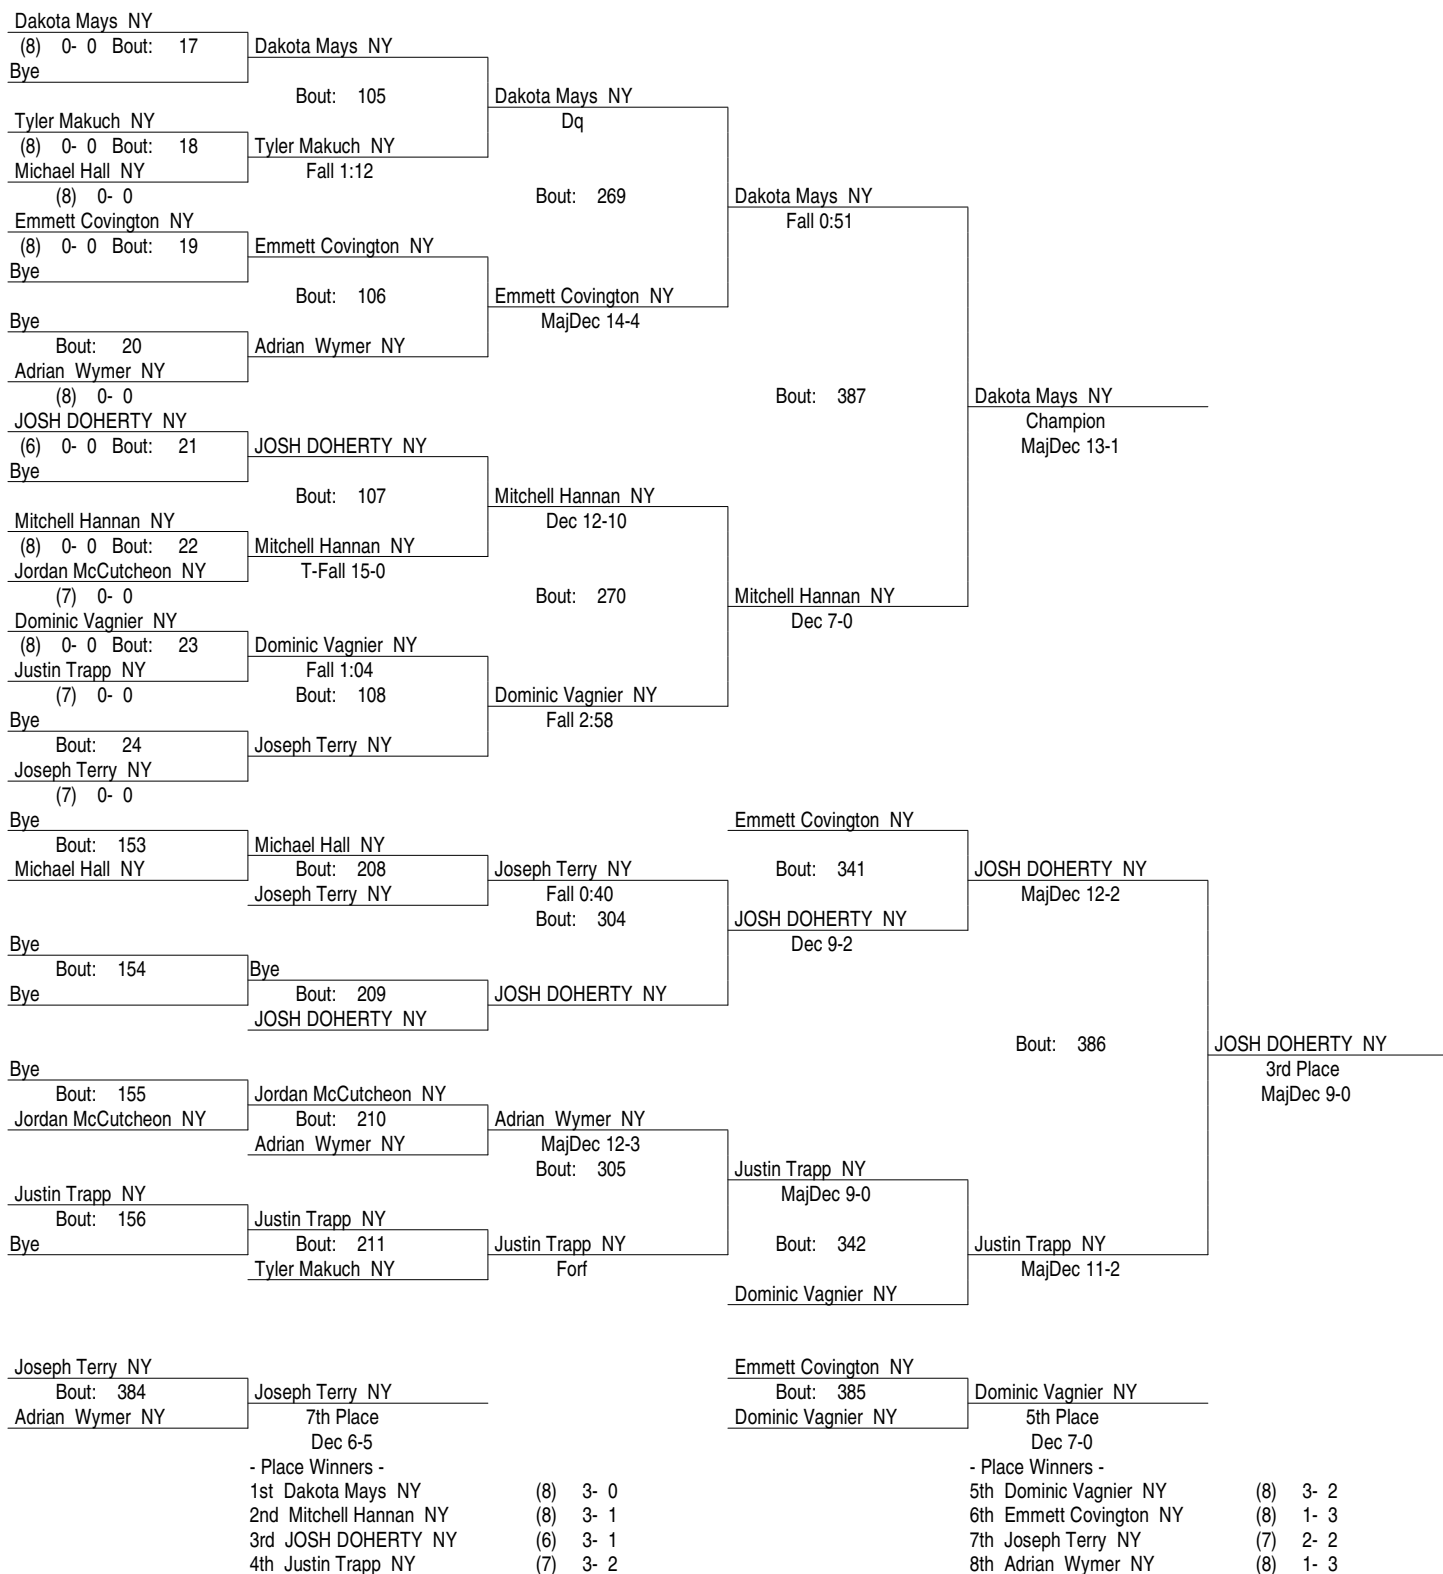 Dakota Mays NY
(8) 0- 0 Bout: 17 Dakota Mays NY
Bye
Bout: 105 Dakota Mays NY
Tyler Makuch NY Dq
(8) 0- 0 Bout: 18 Tyler Makuch NY
Michael Hall NY Fall 1:12
(8) 0- 0 Bout: 269 Dakota Mays NY
Emmett Covington NY Fall 0:51
(8) 0- 0 Bout: 19 Emmett Covington NY
Bye
Bout: 106 Emmett Covington NY
Bye MajDec 14-4
Bout: 20 Adrian Wymer NY
Adrian Wymer NY
(8) 0- 0 Bout: 387 Dakota Mays NY
JOSH DOHERTY NY Champion
(6) 0- 0 Bout: 21 JOSH DOHERTY NY MajDec 13-1
Bye
Bout: 107 Mitchell Hannan NY
Mitchell Hannan NY Dec 12-10
(8) 0- 0 Bout: 22 Mitchell Hannan NY
Jordan McCutcheon NY T-Fall 15-0
(7) 0- 0 Bout: 270 Mitchell Hannan NY
Dominic Vagnier NY Dec 7-0
(8) 0- 0 Bout: 23 Dominic Vagnier NY
Justin Trapp NY Fall 1:04
(7) 0- 0 Bout: 108 Dominic Vagnier NY
Bye Fall 2:58
Bout: 24 Joseph Terry NY
Joseph Terry NY
(7) 0- 0
Bye Emmett Covington NY
Bout: 153 Michael Hall NY
Michael Hall NY Bout: 208 Joseph Terry NY Bout: 341 JOSH DOHERTY NY
Joseph Terry NY Fall 0:40 MajDec 12-2
Bout: 304 JOSH DOHERTY NY
Bye Dec 9-2
Bout: 154 Bye
Bye Bout: 209 JOSH DOHERTY NY
JOSH DOHERTY NY
Bout: 386 JOSH DOHERTY NY
Bye 3rd Place
Bout: 155 Jordan McCutcheon NY MajDec 9-0
Jordan McCutcheon NY Bout: 210 Adrian Wymer NY
Adrian Wymer NY MajDec 12-3
Bout: 305 Justin Trapp NY
Justin Trapp NY MajDec 9-0
Bout: 156 Justin Trapp NY
Bye Bout: 211 Justin Trapp NY Bout: 342 Justin Trapp NY
Tyler Makuch NY Forf MajDec 11-2
Dominic Vagnier NY
Joseph Terry NY Emmett Covington NY
Bout: 384 Joseph Terry NY Bout: 385 Dominic Vagnier NY
Adrian Wymer NY 7th Place Dominic Vagnier NY 5th Place
Dec 6-5 Dec 7-0
- Place Winners - - Place Winners -
1st Dakota Mays NY (8) 3- 0 5th Dominic Vagnier NY (8) 3- 2
2nd Mitchell Hannan NY (8) 3- 1 6th Emmett Covington NY (8) 1- 3
3rd JOSH DOHERTY NY (6) 3- 1 7th Joseph Terry NY (7) 2- 2
4th Justin Trapp NY (7) 3- 2 8th Adrian Wymer NY (8) 1- 3